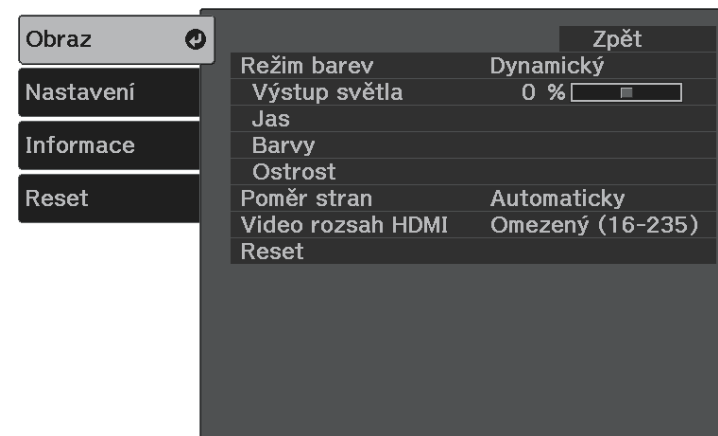 Obraz
Nastavení
Informace
Reset
Zpět
Režim barev Dynamický
Výstup světla 0 %
Jas
Barvy
Ostrost
Poměr stran Automaticky
Video rozsah HDMI Omezený (16-235)
Reset